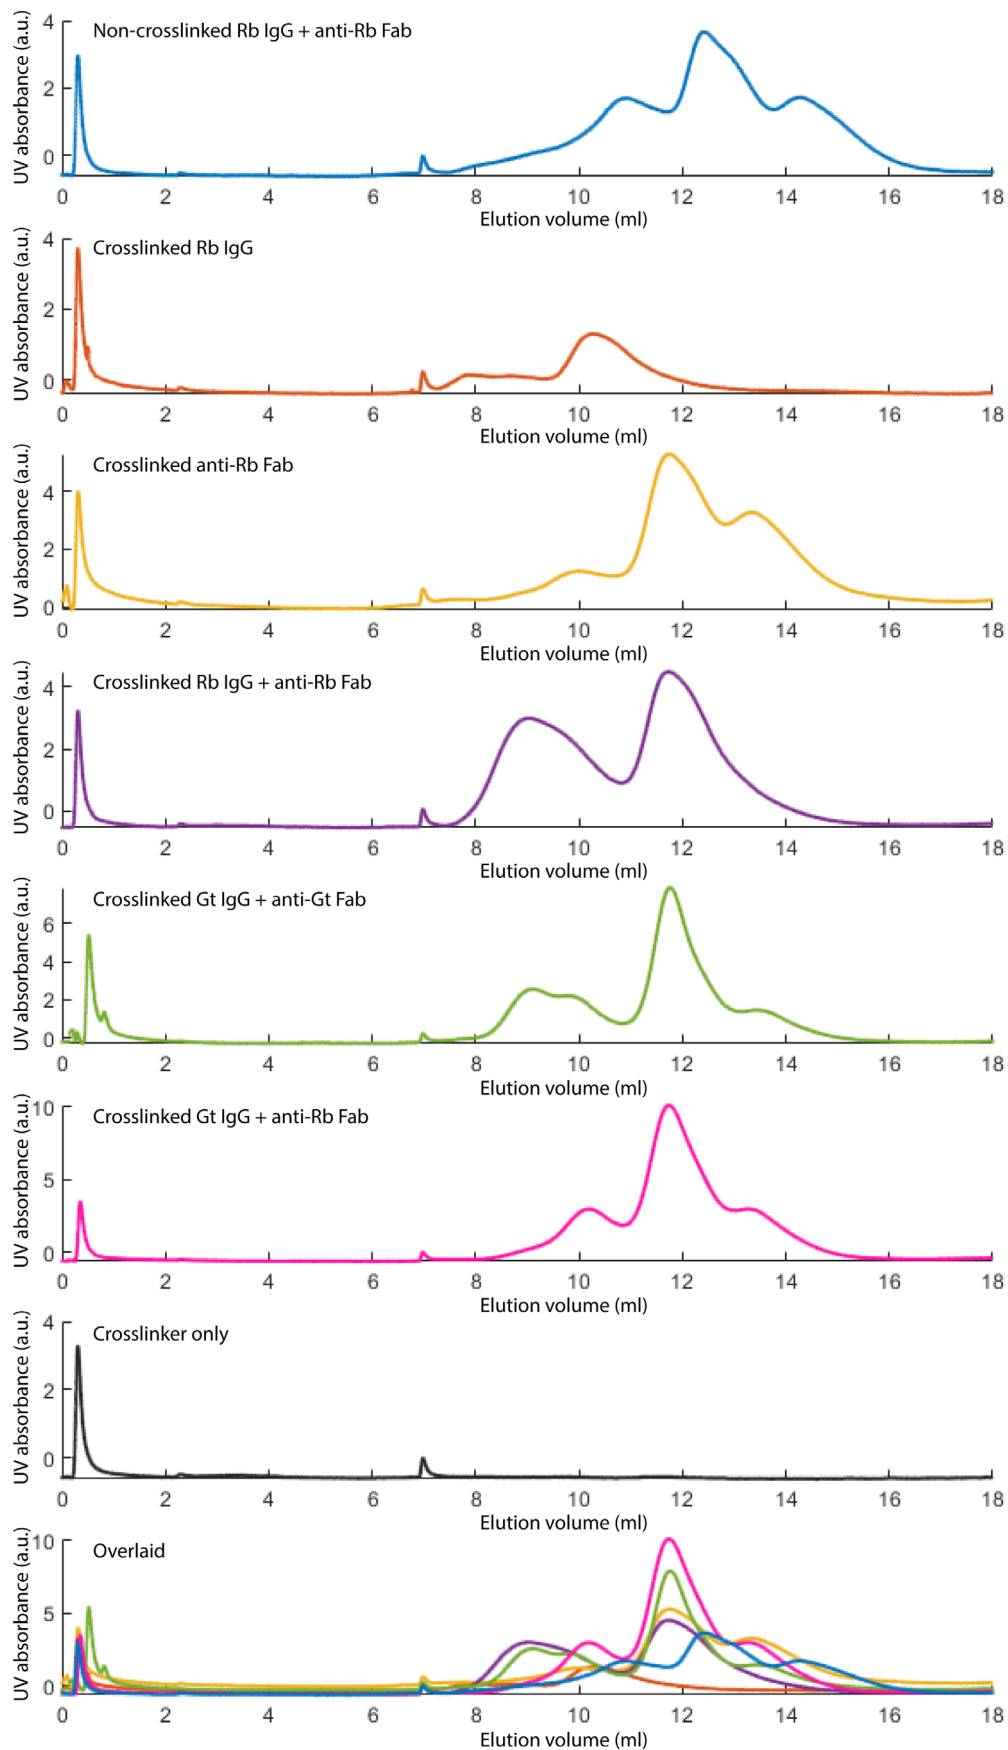 UV absorbance (a.u.)
4
2
0
Non-crosslinked Rb IgG + anti-Rb Fab
0 2 4 6 8 10 12 14 16 18
Elution volume (ml)
UV absorbance (a.u.)
4
2
0
Crosslinked Rb IgG
0 2 4 6 8 10 12 14 16 18
Elution volume (ml)
UV absorbance (a.u.)
4
2
0
Crosslinked anti-Rb Fab
0 2 4 6 8 10 12 14 16 18
Elution volume (ml)
UV absorbance (a.u.)
4
2
0
Crosslinked Rb IgG + anti-Rb Fab
0 2 4 6 8 10 12 14 16 18
Elution volume (ml)
UV absorbance (a.u.)
6
4
2
0
Crosslinked Gt IgG + anti-Gt Fab
0 2 4 6 8 10 12 14 16 18
Elution volume (ml)
UV absorbance (a.u.)
10
5
0
Crosslinked Gt IgG + anti-Rb Fab
0 2 4 6 8 10 12 14 16 18
Elution volume (ml)
UV absorbance (a.u.)
4
2
0
Crosslinker only
0 2 4 6 8 10 12 14 16 18
Elution volume (ml)
UV absorbance (a.u.)
10
5
0
Overlaid
0 2 4 6 8 10 12 14 16 18
Elution volume (ml)